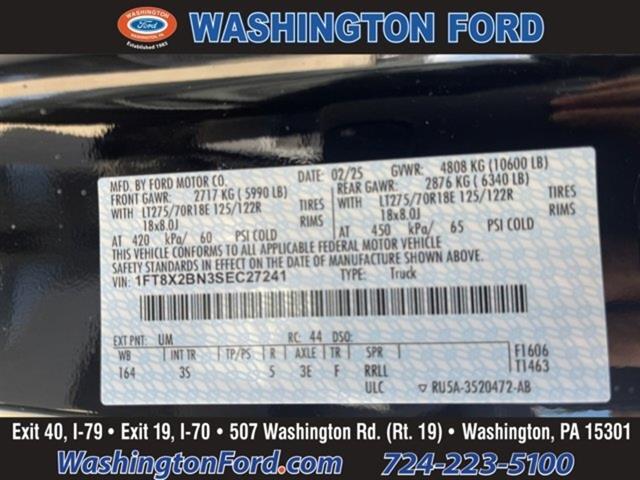 WASHINGTON FORD
WASHINGTON
Ford
WASHINGTON, PA
Established 1983
MFD. BY FORD MOTOR CO.
DATE: 02/25 GVWR: 4808 KG (10600 LB)
FRONT GAWR: 2717 KG (5990 LB)
REAR GAWR: 2876 KG (6340 LB)
WITH LT275/70R18E 125/122R TIRES
WITH LT275/70R18E 125/122R TIRES
18x8.0J RIMS
18x8.0J RIMS
AT 420 kPa/ 60 PSI COLD
AT 450 kPa/ 65 PSI COLD
THIS VEHICLE CONFORMS TO ALL APPLICABLE FEDERAL MOTOR VEHICLE
SAFETY STANDARDS IN EFFECT ON THE DATE OF MANUFACTURE SHOWN ABOVE.
VIN: 1FT8X2BN3SEC27241 TYPE: Truck
EXT PNT: UM RC: 44 DSO:
WB INT TR TP/PS R AXLE TR SPR F1606
164 3S 5 3E F RRLL T1463
ULC ▽ RU5A-3520472-AB
Exit 40, I-79 • Exit 19, I-70 • 507 Washington Rd. (Rt. 19) • Washington, PA 15301
WashingtonFord.com 724-223-5100